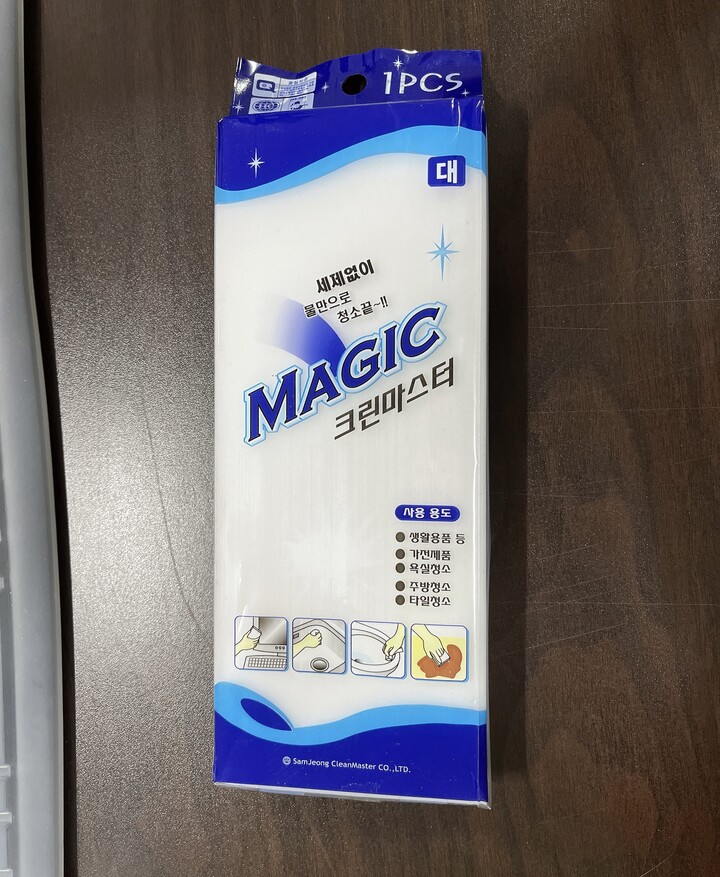 Q
1PCS
대
세제없이
물만으로
청소끝~!!
MAGIC
크린마스터
사용 용도
생활용품 등
가전제품
욕실청소
주방청소
타일청소
SamJeong CleanMaster CO.,LTD.